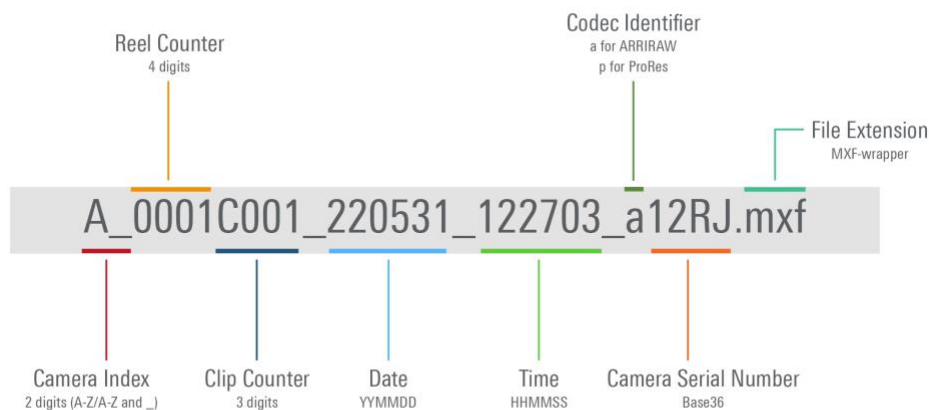 Codec Identifier
a for ARRIRAW
p for ProRes
Reel Counter
4 digits
File Extension
MXF-wrapper
A_0001C001_220531_122703_a12RJ.mxf
Camera Index
2 digits (A-Z/A-Z and _)
Clip Counter
3 digits
Date
YYMMDD
Time
HHMMSS
Camera Serial Number
Base36